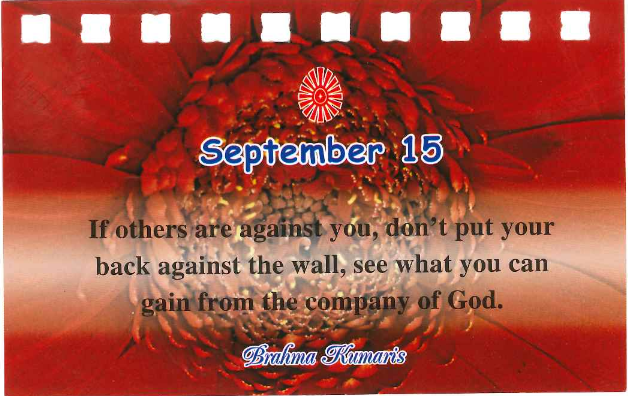 September 15
If others are against you, don't put your
back against the wall, see what you can
gain from the company of God.
Brahma Kumaris